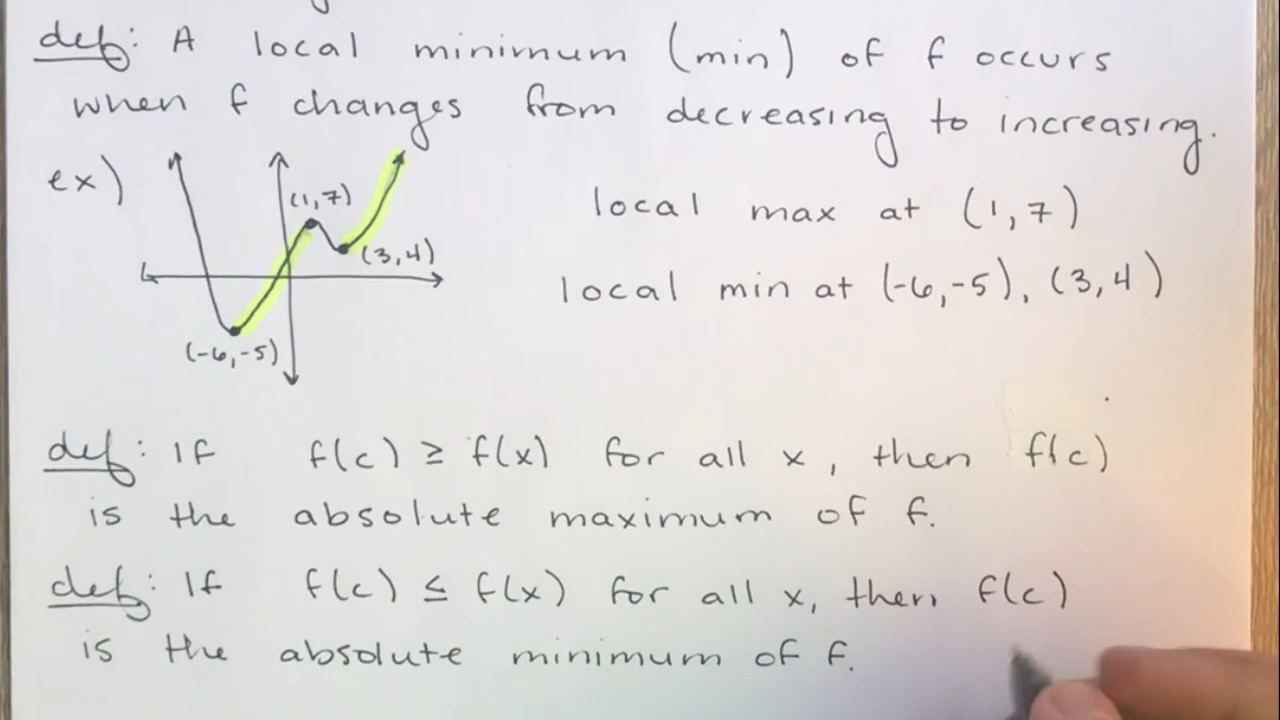 def: A local minimum (min) of f occurs
when f changes from decreasing to increasing.
ex)
(1,7)
(3,4)
(-6,-5)
local max at (1,7)
local min at (-6,-5), (3,4)
def: If f(c) ≥ f(x) for all x, then f(c)
is the absolute maximum of f.
def: If f(c) ≤ f(x) for all x, then f(c)
is the absolute minimum of f.